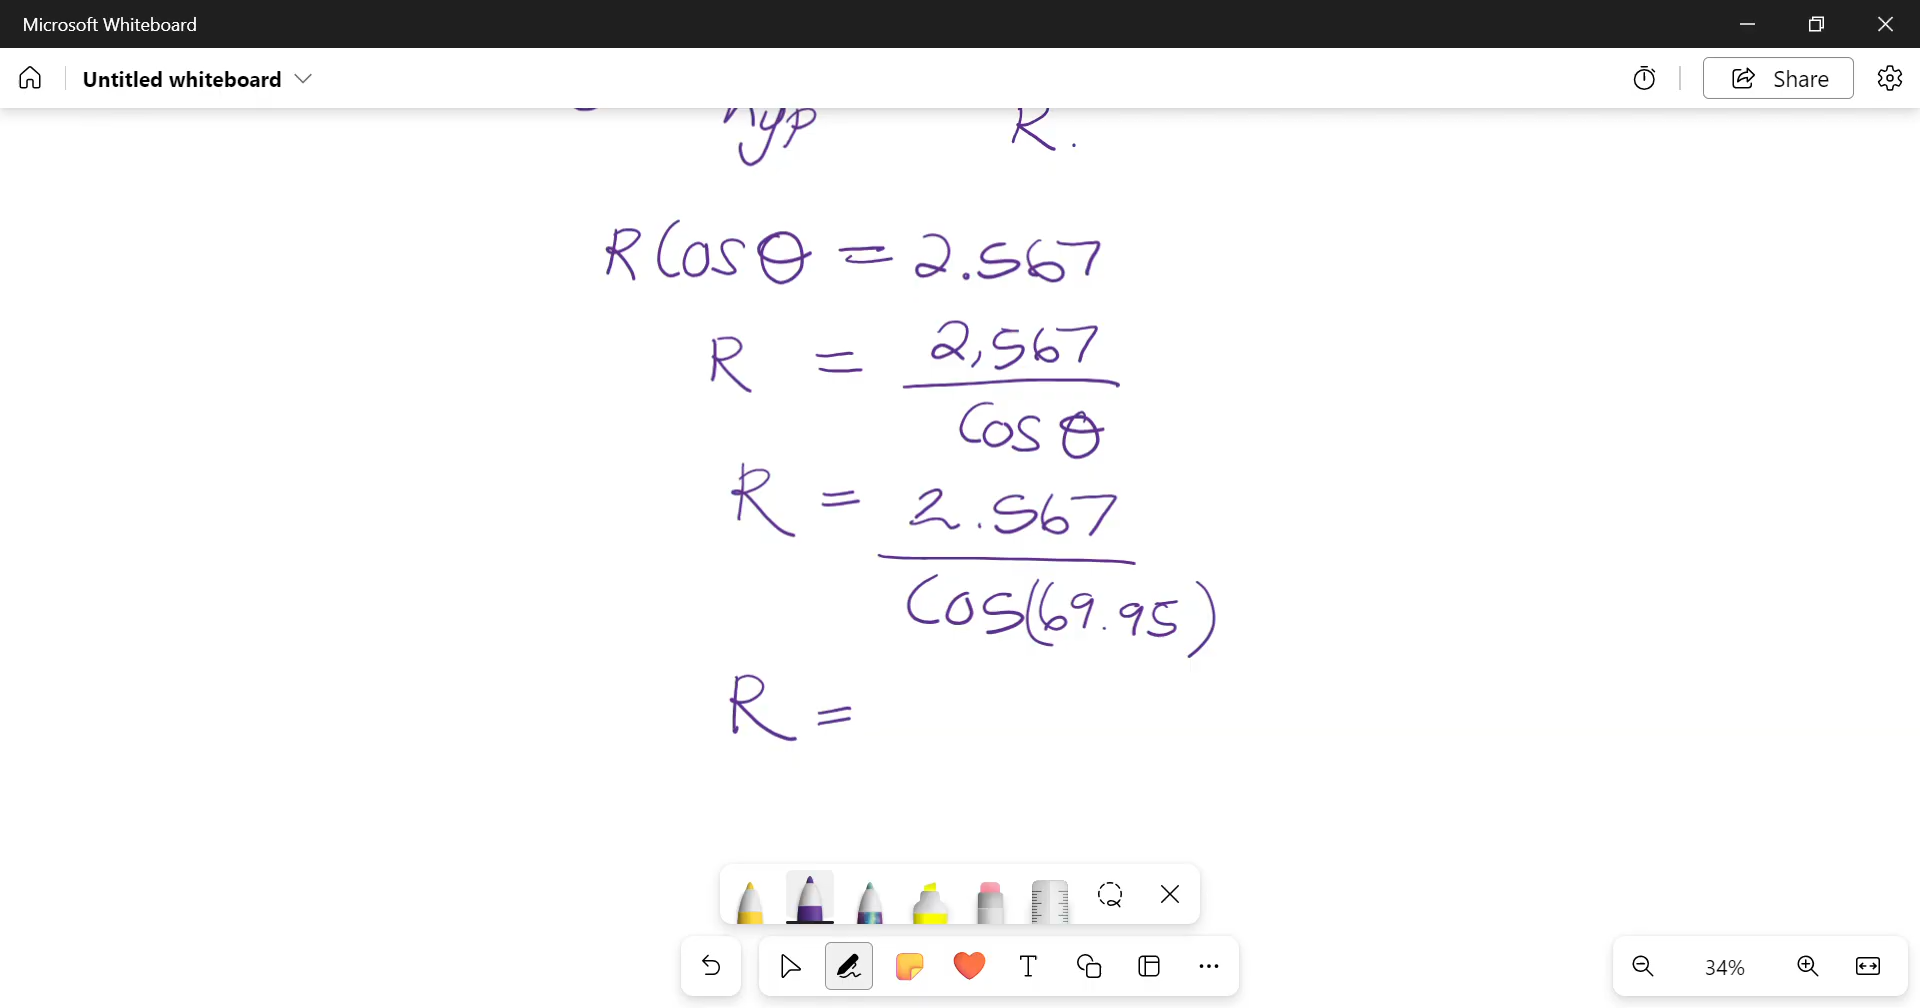 Microsoft Whiteboard
Untitled whiteboard
Share
hyp R.
R Cos θ = 2.567
R = 2,567
Cos θ
R = 2.567
Cos(69.95)
R =
T
34%